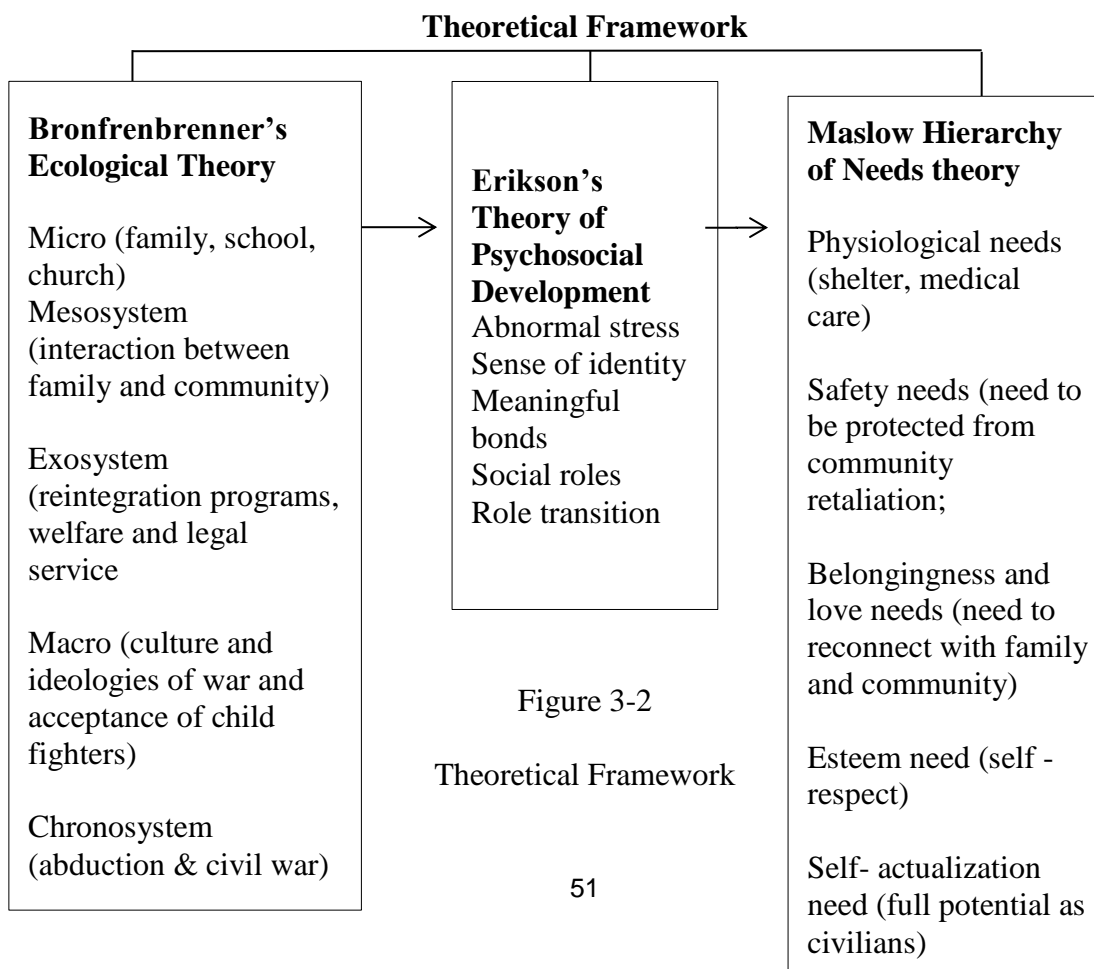 Theoretical Framework
Bronfrenbrenner’s
Ecological Theory
Micro (family, school,
church)
Mesosystem
(interaction between
family and community)
Exosystem
(reintegration programs,
welfare and legal
service
Macro (culture and
ideologies of war and
acceptance of child
fighters)
Chronosystem
(abduction & civil war)
Erikson’s
Theory of
Psychosocial
Development
Abnormal stress
Sense of identity
Meaningful
bonds
Social roles
Role transition
Maslow Hierarchy
of Needs theory
Physiological needs
(shelter, medical
care)
Safety needs (need to
be protected from
community
retaliation;
Belongingness and
love needs (need to
reconnect with family
and community)
Esteem need (self -
respect)
Self- actualization
need (full potential as
civilians)
Figure 3-2
Theoretical Framework
51